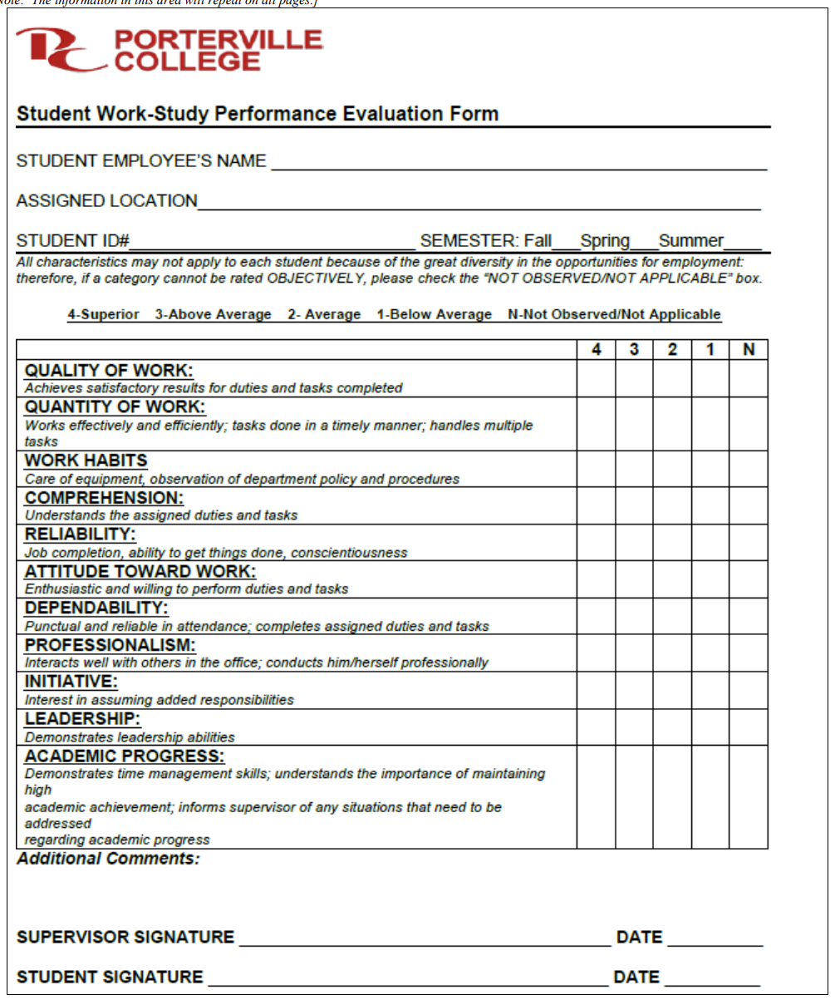 Note: The information in this area will repeat on all pages.]
PORTERVILLE
COLLEGE
Student Work-Study Performance Evaluation Form
STUDENT EMPLOYEE'S NAME ____________________
ASSIGNED LOCATION____________________
STUDENT ID#____________________ SEMESTER: Fall___Spring___Summer____
All characteristics may not apply to each student because of the great diversity in the opportunities for employment:
therefore, if a category cannot be rated OBJECTIVELY, please check the "NOT OBSERVED/NOT APPLICABLE" box.
4-Superior 3-Above Average 2- Average 1-Below Average N-Not Observed/Not Applicable
4 3 2 1 N
QUALITY OF WORK:
Achieves satisfactory results for duties and tasks completed
QUANTITY OF WORK:
Works effectively and efficiently; tasks done in a timely manner; handles multiple
tasks
WORK HABITS
Care of equipment, observation of department policy and procedures
COMPREHENSION:
Understands the assigned duties and tasks
RELIABILITY:
Job completion, ability to get things done, conscientiousness
ATTITUDE TOWARD WORK:
Enthusiastic and willing to perform duties and tasks
DEPENDABILITY:
Punctual and reliable in attendance; completes assigned duties and tasks
PROFESSIONALISM:
Interacts well with others in the office; conducts him/herself professionally
INITIATIVE:
Interest in assuming added responsibilities
LEADERSHIP:
Demonstrates leadership abilities
ACADEMIC PROGRESS:
Demonstrates time management skills; understands the importance of maintaining
high
academic achievement; informs supervisor of any situations that need to be
addressed
regarding academic progress
Additional Comments:
SUPERVISOR SIGNATURE ____________________ DATE __________
STUDENT SIGNATURE ____________________ DATE __________